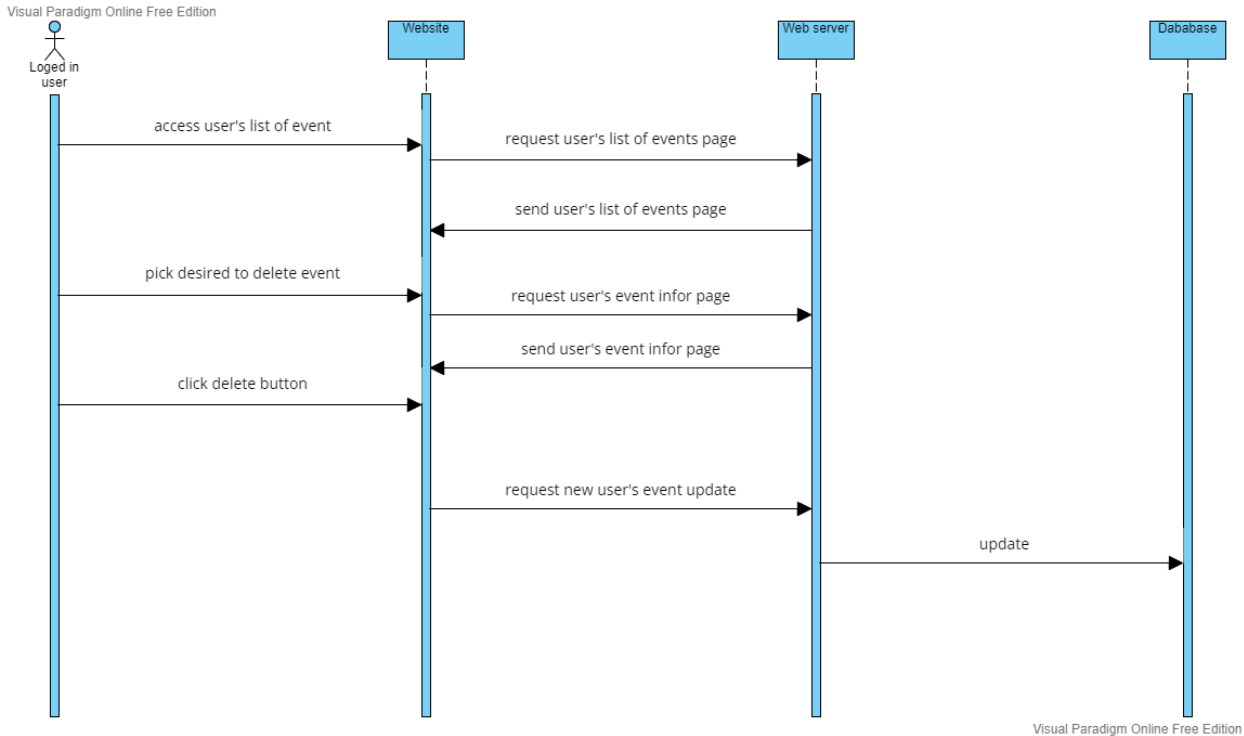 Visual Paradigm Online Free Edition
Loged in
user
Website
Web server
Dababase
access user's list of event
request user's list of events page
send user's list of events page
pick desired to delete event
request user's event infor page
send user's event infor page
click delete button
request new user's event update
update
Visual Paradigm Online Free Edition